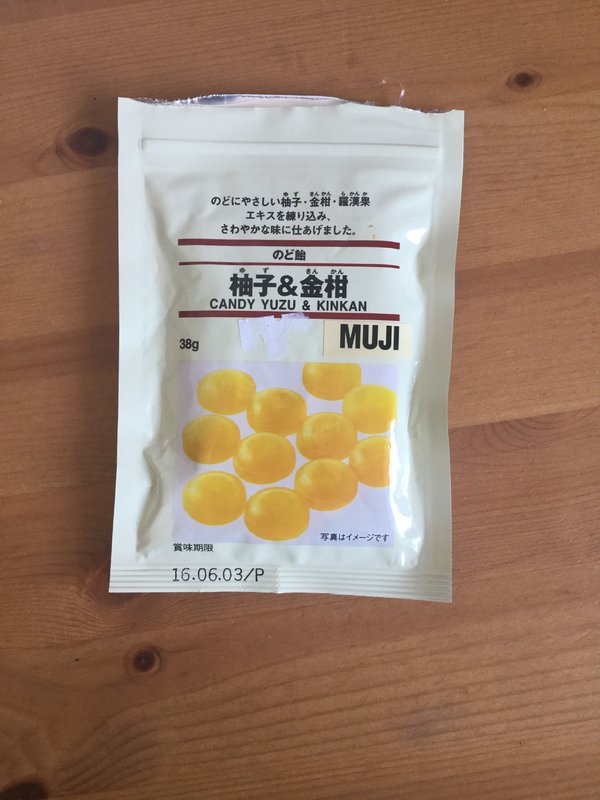 のどにやさしい柚子・金柑・羅漢果
エキスを練り込み、
さわやかな味に仕あげました。
のど飴
柚子&金柑
CANDY YUZU & KINKAN
38g
MUJI
写真はイメージです
賞味期限
16.06.03/P